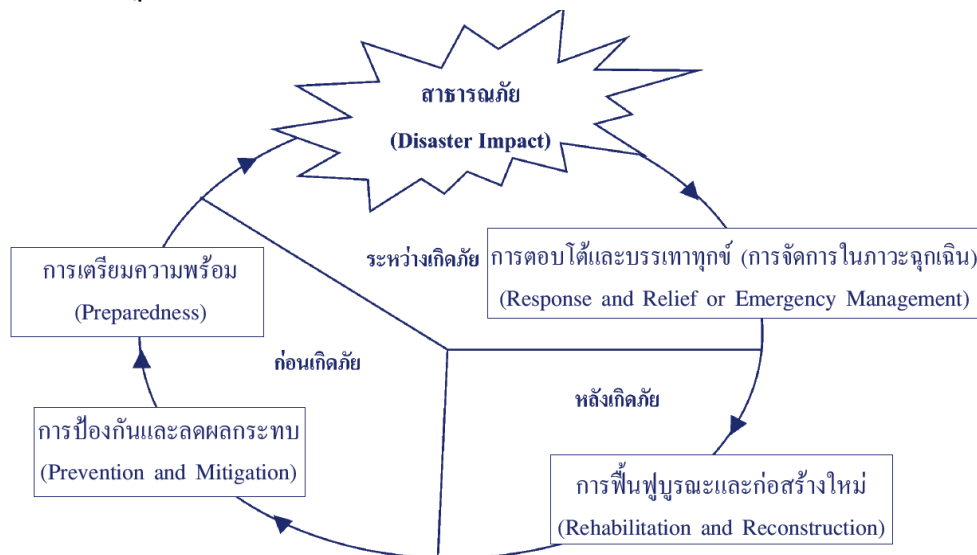 สาธารณภัย
(Disaster Impact)
ระหว่างเกิดภัย
การตอบโต้และบรรเทาทุกข์ (การจัดการในภาวะฉุกเฉิน)
(Response and Relief or Emergency Management)
การเตรียมความพร้อม
(Preparedness)
ก่อนเกิดภัย
หลังเกิดภัย
การป้องกันและลดผลกระทบ
(Prevention and Mitigation)
การฟื้นฟูบูรณะและก่อสร้างใหม่
(Rehabilitation and Reconstruction)